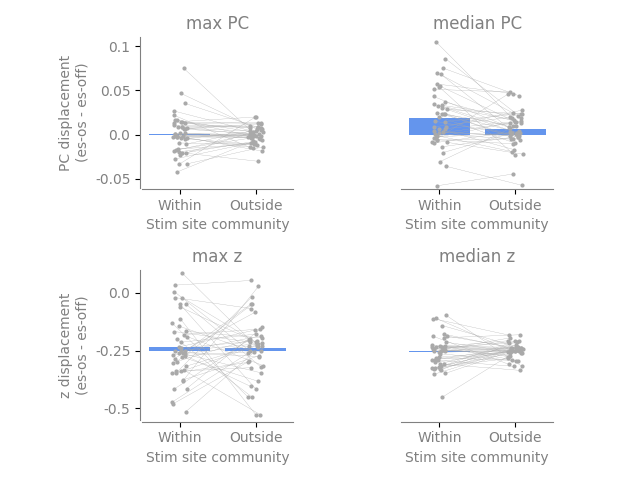 max PC
median PC
PC displacement
(es-os - es-off)
0.1
0.05
0.0
-0.05
Within
Outside
Within
Outside
Stim site community
Stim site community
max z
median z
z displacement
(es-os - es-off)
0.0
-0.25
-0.5
Within
Outside
Within
Outside
Stim site community
Stim site community